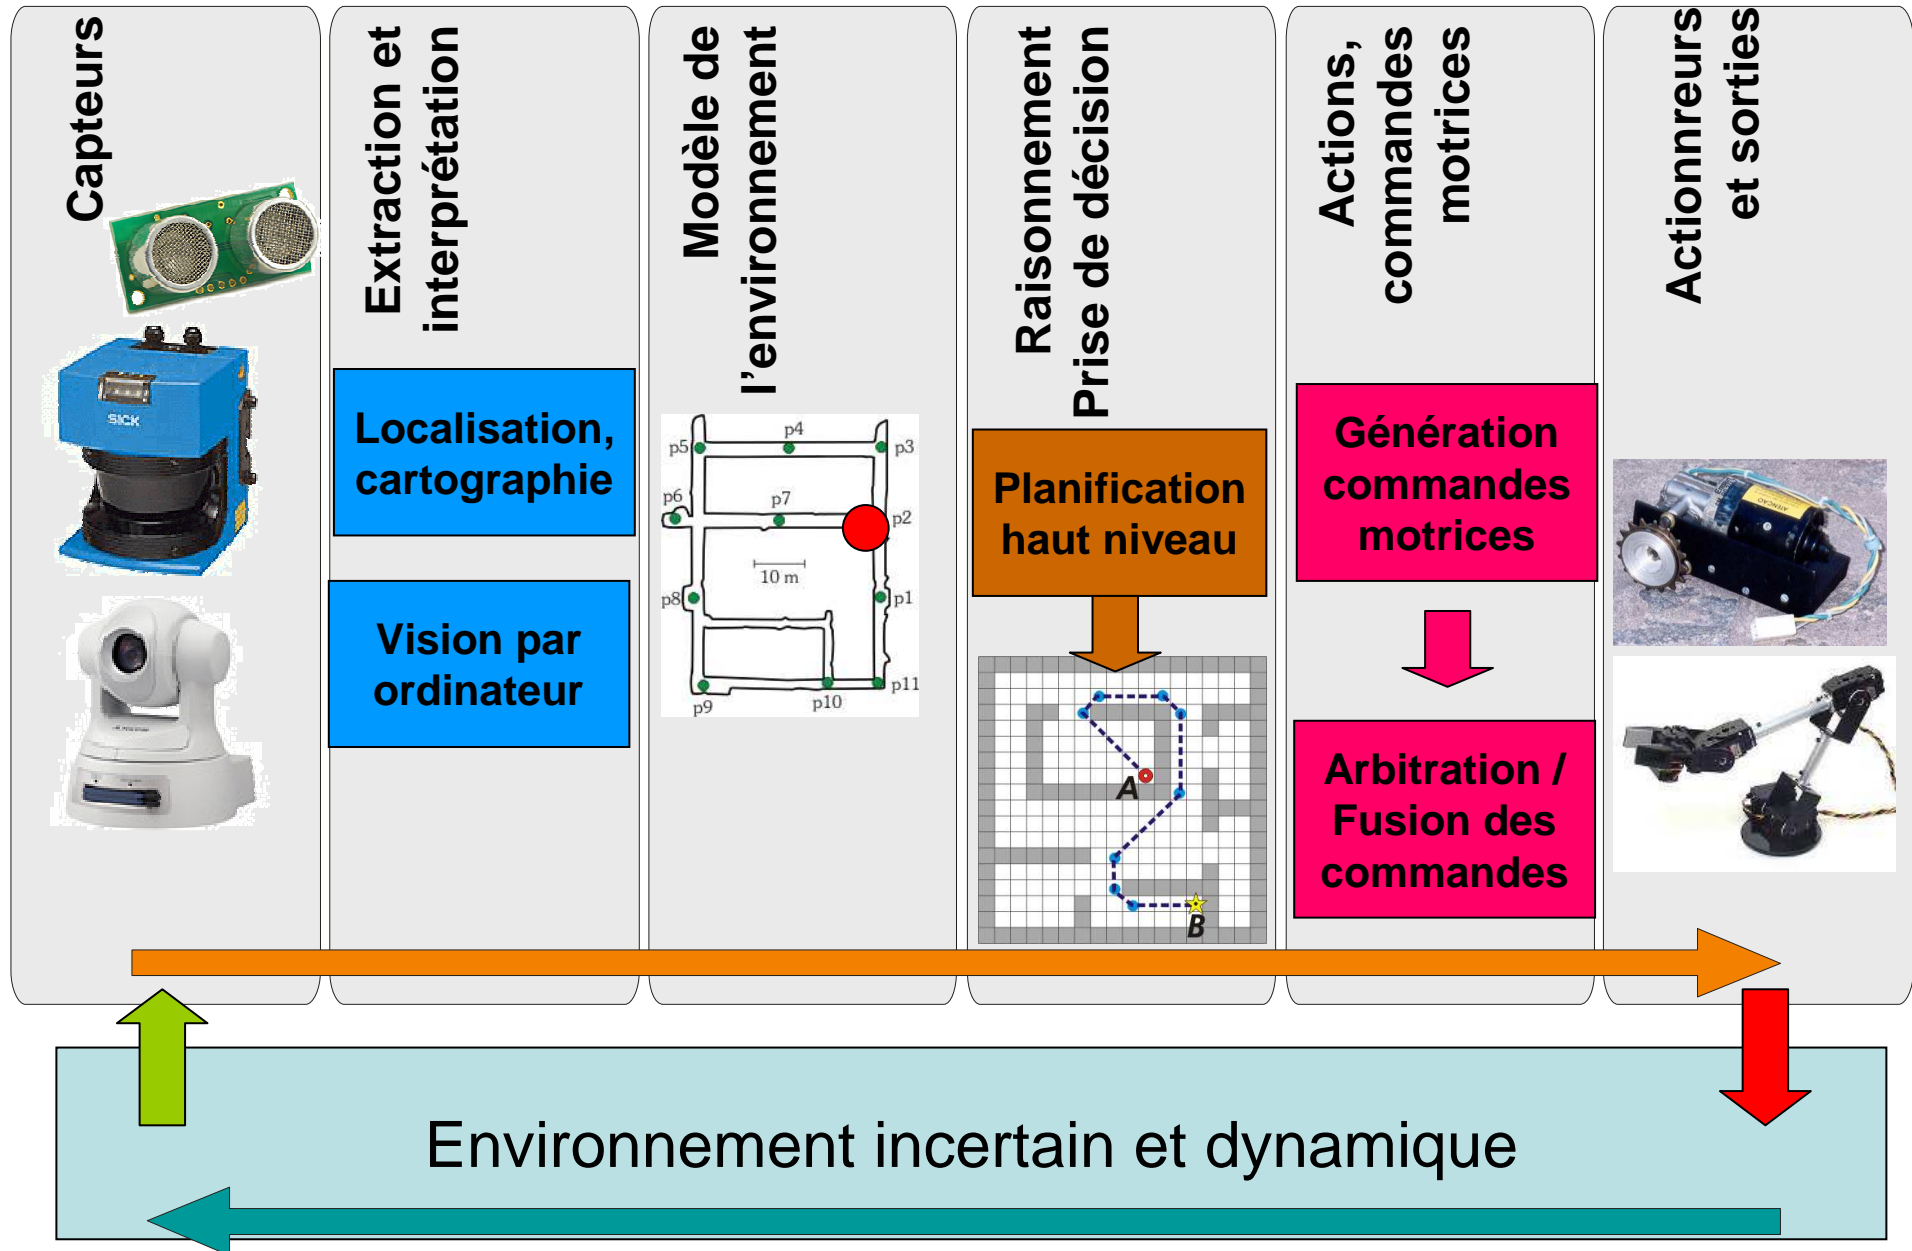 Capteurs
SICK
Extraction et
interprétation
Localisation,
cartographie
Vision par
ordinateur
Modèle de
l'environnement
p5
p4
p3
p6
p7
p2
10 m
p8
p1
p9
p10
p11
Raisonnement
Prise de décision
Planification
haut niveau
A
B
Actions,
commandes
motrices
Génération
commandes
motrices
Arbitration /
Fusion des
commandes
Actionnreurs
et sorties
Environnement incertain et dynamique